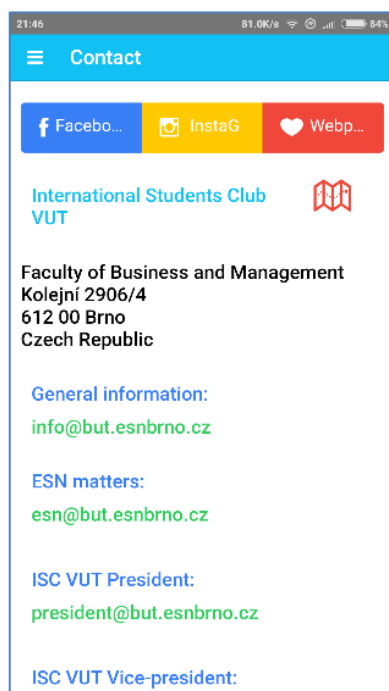 21:46 81.0K/s 84%
Contact
Facebo... InstaG Webp...
International Students Club
VUT
Faculty of Business and Management
Kolejní 2906/4
612 00 Brno
Czech Republic
General information:
info@but.esnbrno.cz
ESN matters:
esn@but.esnbrno.cz
ISC VUT President:
president@but.esnbrno.cz
ISC VUT Vice-president: